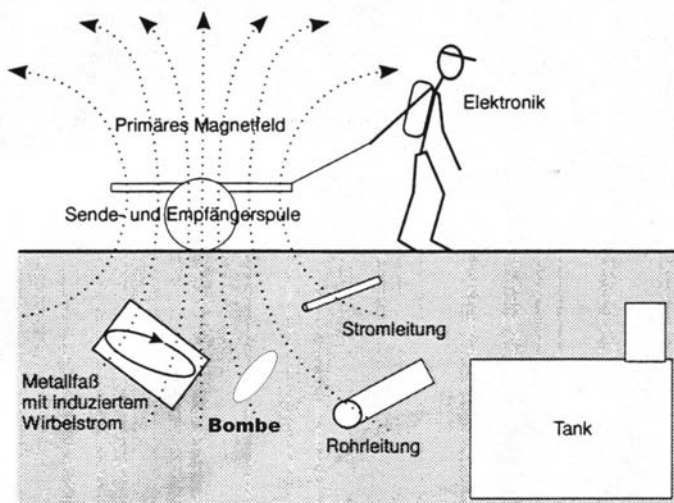 Primäres Magnetfeld
Elektronik
Sende- und Empfängerspule
Stromleitung
Metallfaß
mit induziertem
Wirbelstrom
Bombe
Rohrleitung
Tank